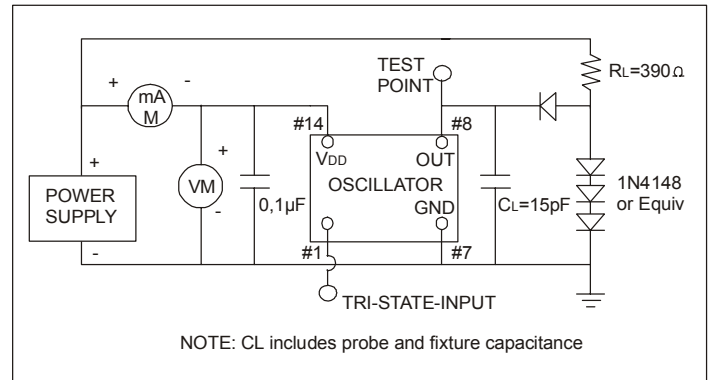 TEST
POINT
RL=390Ω
+
-
mA
M
#14
#8
+
VDD
OUT
1N4148
or Equiv
+
POWER
SUPPLY
-
VM
-
0,1µF
OSCILLATOR
GND
CL=15pF
#1
#7
TRI-STATE-INPUT
NOTE: CL includes probe and fixture capacitance